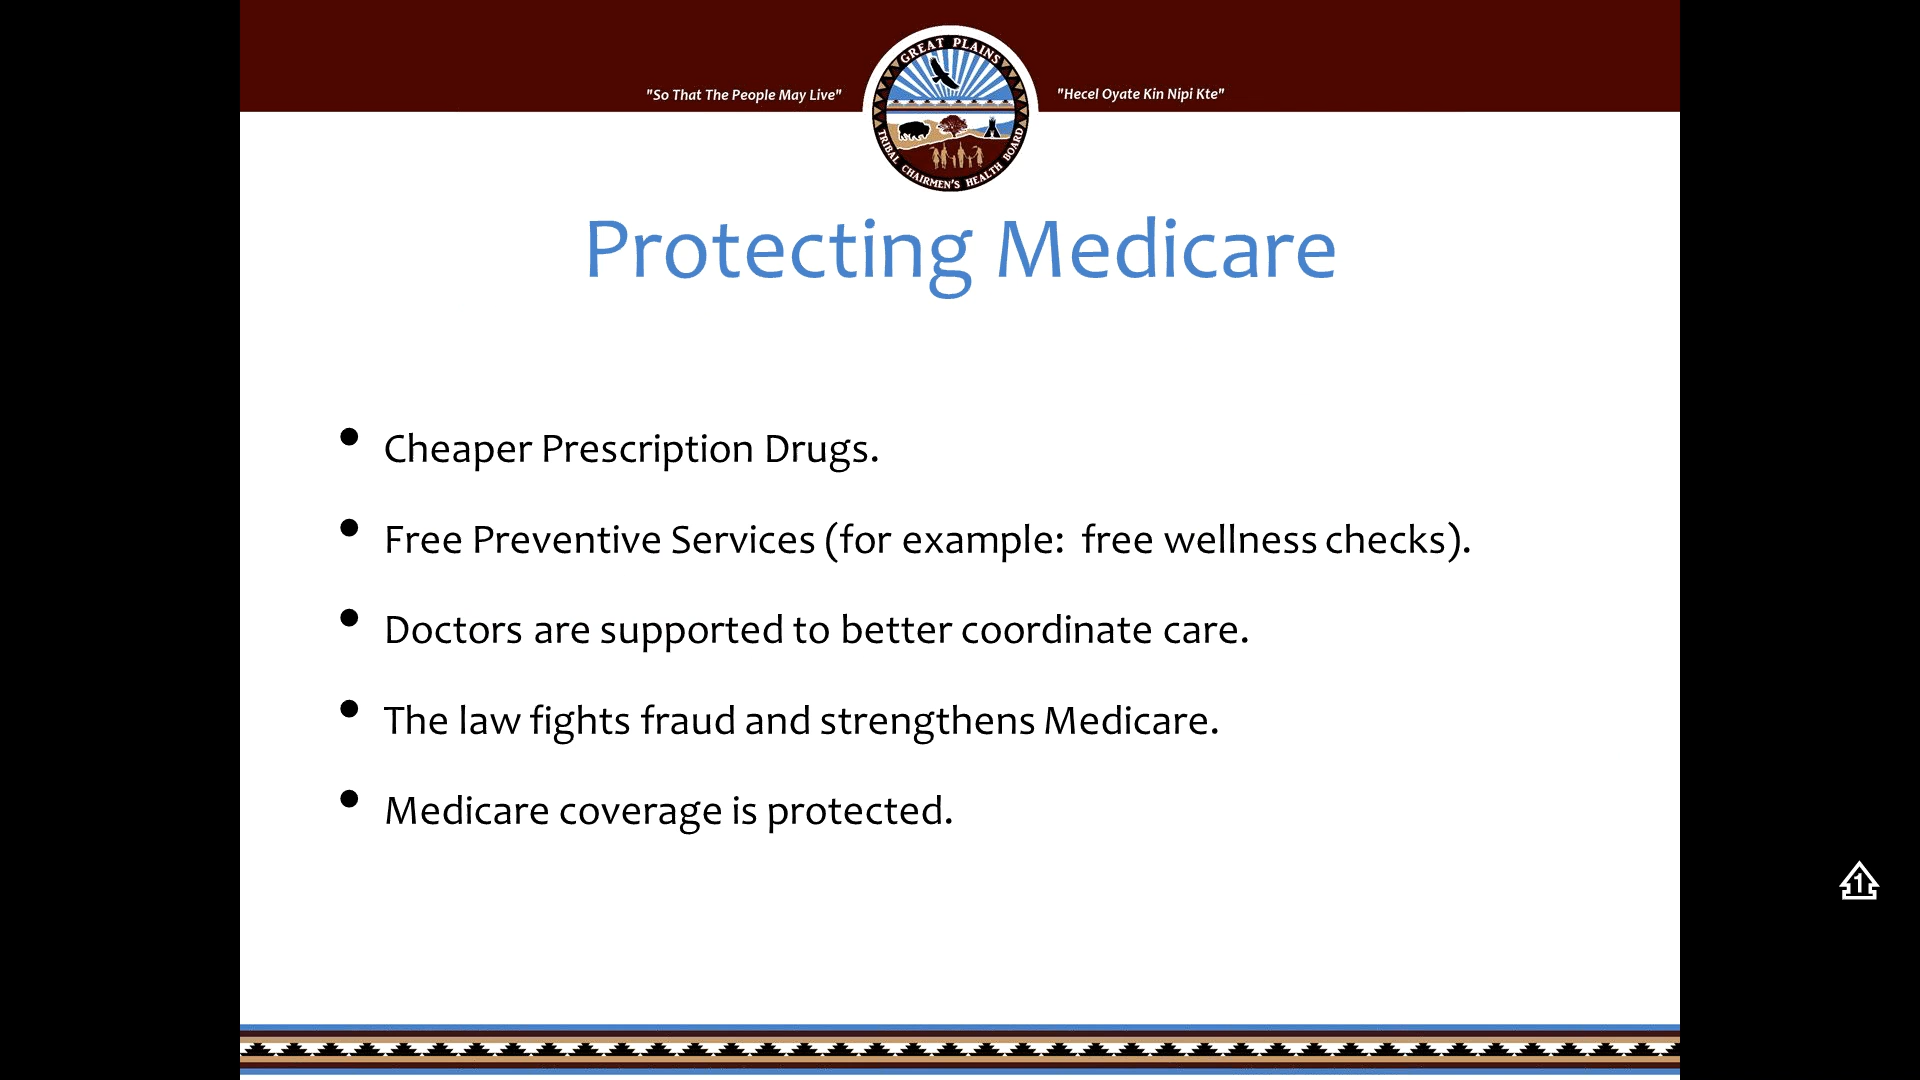 "So That The People May Live"
GREAT PLAINS
TRIBAL CHAIRMEN'S HEALTH BOARD
"Hecel Oyate Kin Nipi Kte"
Protecting Medicare
• Cheaper Prescription Drugs.
• Free Preventive Services (for example:  free wellness checks).
• Doctors are supported to better coordinate care.
• The law fights fraud and strengthens Medicare.
• Medicare coverage is protected.
1